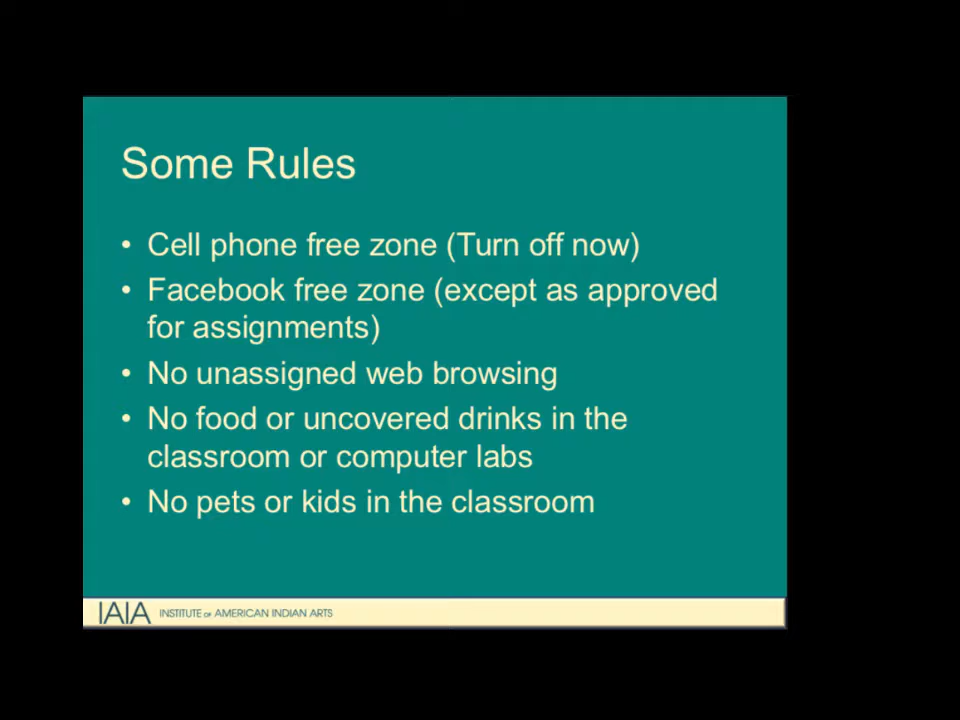 Some Rules
• Cell phone free zone (Turn off now)
• Facebook free zone (except as approved
for assignments)
• No unassigned web browsing
• No food or uncovered drinks in the
classroom or computer labs
• No pets or kids in the classroom
IAIA INSTITUTE OF AMERICAN INDIAN ARTS